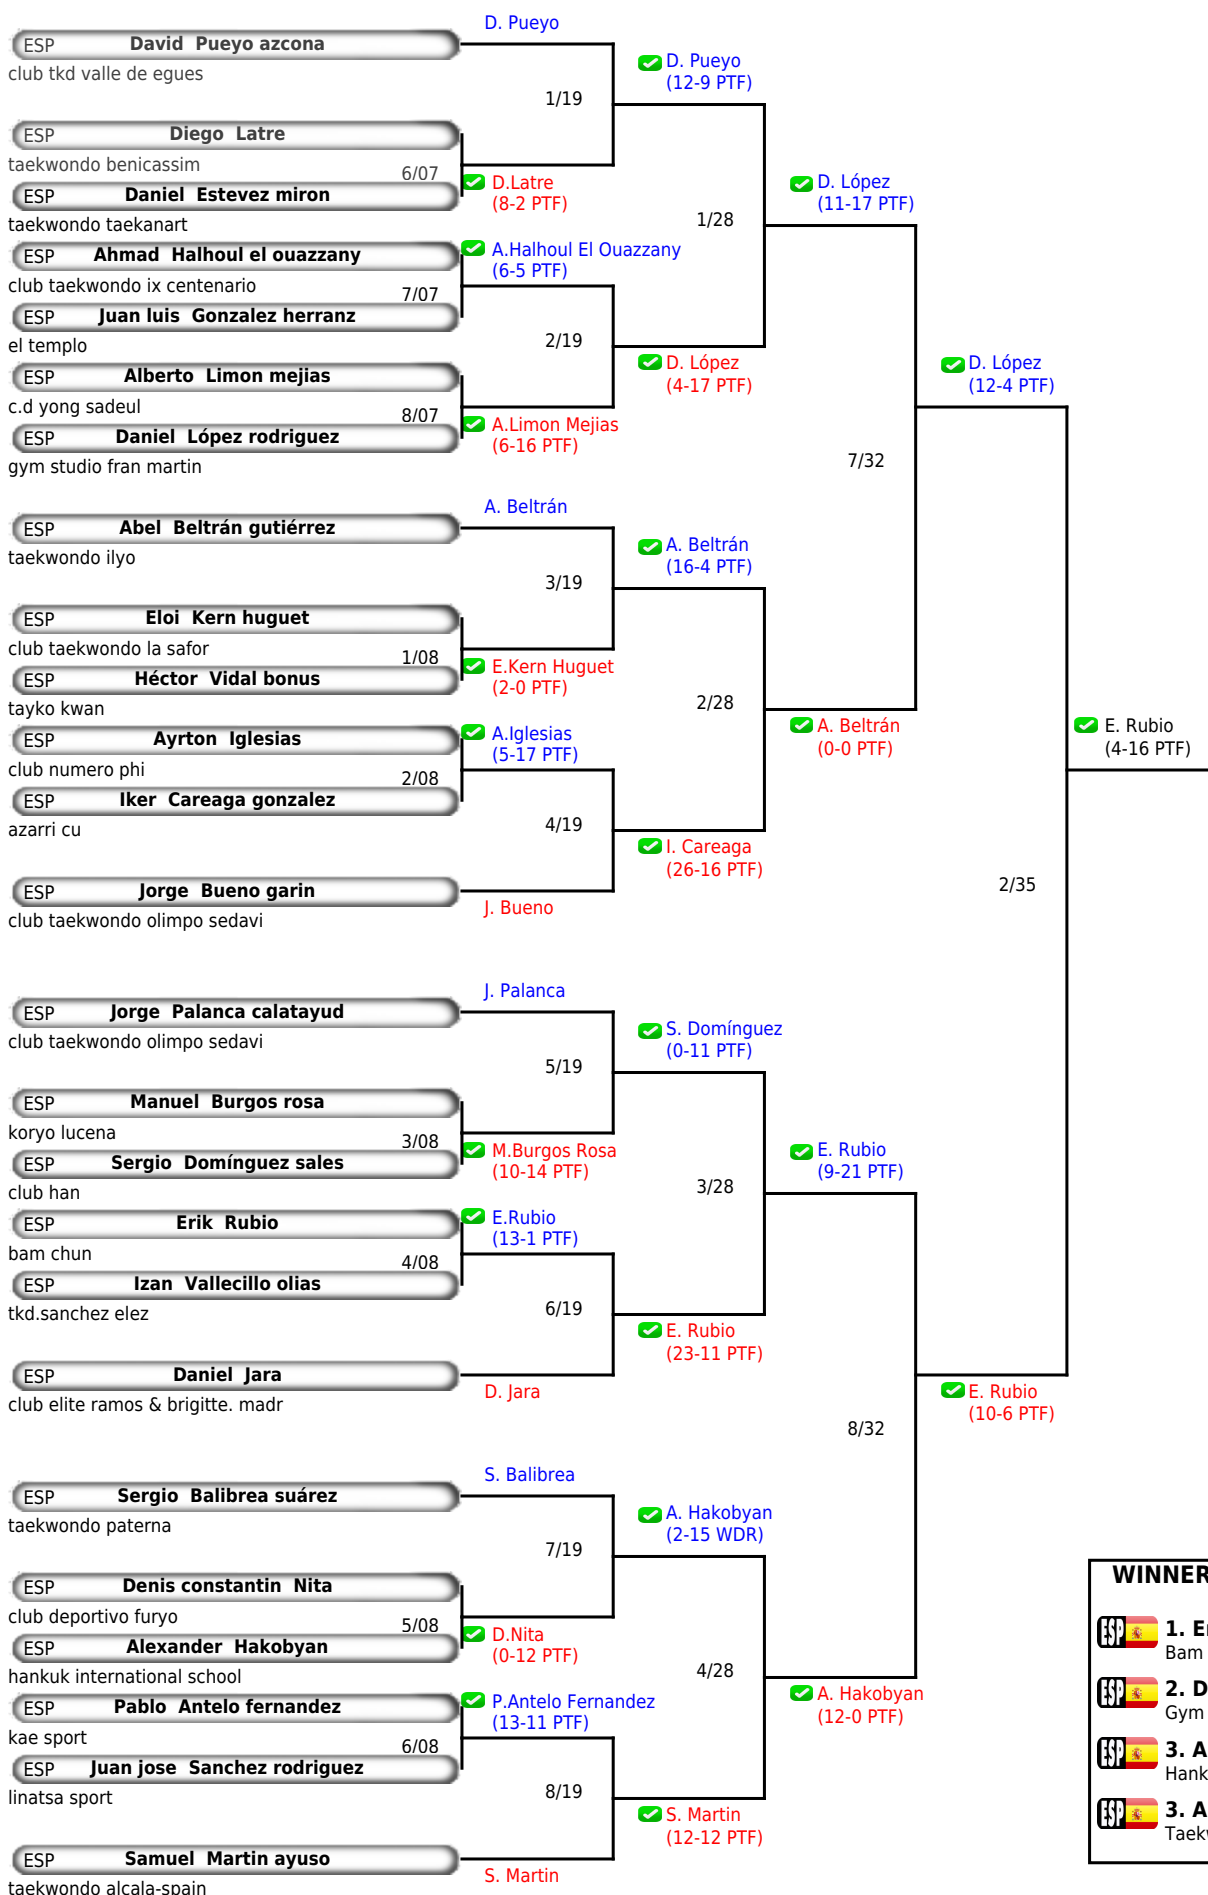 D. Pueyo
ESP David Pueyo azcona
club tkd valle de egues
D. Pueyo
(12-9 PTF)
1/19
ESP Diego Latre
taekwondo benicassim
6/07
D.Latre
(8-2 PTF)
ESP Daniel Estevez miron
taekwondo taekanart
D. López
(11-17 PTF)
1/28
ESP Ahmad Halhoul el ouazzany
club taekwondo ix centenario
A.Halhoul El Ouazzany
(6-5 PTF)
7/07
ESP Juan luis Gonzalez herranz
el templo
2/19
D. López
(4-17 PTF)
ESP Alberto Limon mejias
c.d yong sadeul
8/07
A.Limon Mejias
(6-16 PTF)
ESP Daniel López rodriguez
gym studio fran martin
D. López
(12-4 PTF)
7/32
A. Beltrán
ESP Abel Beltrán gutiérrez
taekwondo ilyo
A. Beltrán
(16-4 PTF)
3/19
ESP Eloi Kern huguet
club taekwondo la safor
1/08
E.Kern Huguet
(2-0 PTF)
ESP Héctor Vidal bonus
tayko kwan
2/28
A. Beltrán
(0-0 PTF)
E. Rubio
(4-16 PTF)
ESP Ayrton Iglesias
club numero phi
A.Iglesias
(5-17 PTF)
2/08
ESP Iker Careaga gonzalez
azarri cu
4/19
I. Careaga
(26-16 PTF)
ESP Jorge Bueno garin
club taekwondo olimpo sedavi
J. Bueno
2/35
J. Palanca
ESP Jorge Palanca calatayud
club taekwondo olimpo sedavi
S. Domínguez
(0-11 PTF)
5/19
ESP Manuel Burgos rosa
koryo lucena
3/08
M.Burgos Rosa
(10-14 PTF)
ESP Sergio Domínguez sales
club han
E. Rubio
(9-21 PTF)
3/28
ESP Erik Rubio
bam chun
E.Rubio
(13-1 PTF)
4/08
ESP Izan Vallecillo olias
tkd.sanchez elez
6/19
E. Rubio
(23-11 PTF)
ESP Daniel Jara
club elite ramos & brigitte. madr
D. Jara
E. Rubio
(10-6 PTF)
8/32
S. Balibrea
ESP Sergio Balibrea suárez
taekwondo paterna
A. Hakobyan
(2-15 WDR)
7/19
ESP Denis constantin Nita
club deportivo furyo
5/08
D.Nita
(0-12 PTF)
ESP Alexander Hakobyan
hankuk international school
4/28
A. Hakobyan
(12-0 PTF)
ESP Pablo Antelo fernandez
kae sport
P.Antelo Fernandez
(13-11 PTF)
6/08
ESP Juan jose Sanchez rodriguez
linatsa sport
8/19
S. Martin
(12-12 PTF)
ESP Samuel Martin ayuso
taekwondo alcala-spain
S. Martin
WINNER
ESP 1. Er
Bam
ESP 2. D
Gym
ESP 3. A
Hank
ESP 3. A
Taekw